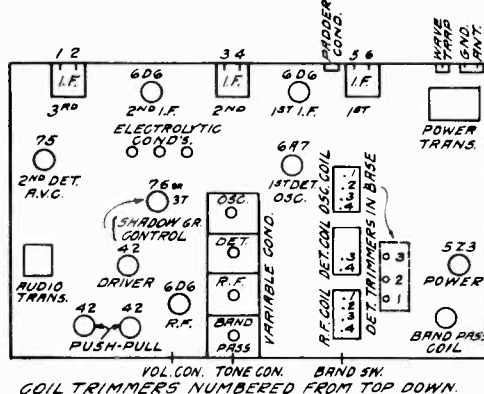 PADDER COND.
WAVE TRAP
GND.
ANT.
1 2
3 4
5 6
I.F.
I.F.
I.F.
3RD
6D6
2ND I.F.
2ND
6D6
1ST I.F.
1ST
POWER TRANS.
ELECTROLYTIC COND'S.
75
2ND DET.
A.V.C.
6A7
1ST DET.
OSC.
76 OR 3T
SHADOW GR. CONTROL
OSC.
DET.
R.F.
BAND PASS
VARIABLE COND.
OSC. COIL
1
2
3
4
DET. COIL
3
4
R.F. COIL
1
2
3
4
DET. TRIMMERS IN BASE
3
2
1
42
DRIVER
AUDIO TRANS.
5Z3
POWER
42 42
PUSH-PULL
6D6
R.F.
BAND PASS COIL
VOL. CON. TONE CON. BAND SW.
COIL TRIMMERS NUMBERED FROM TOP DOWN.